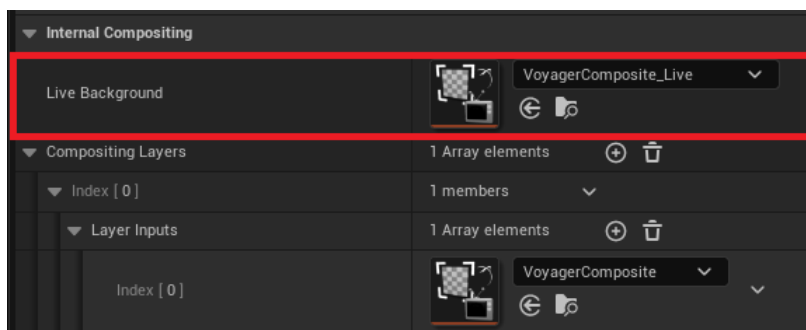 Internal Compositing
Live Background
VoyagerComposite_Live
Compositing Layers
1 Array elements
Index [ 0 ]
1 members
Layer Inputs
1 Array elements
Index [ 0 ]
VoyagerComposite